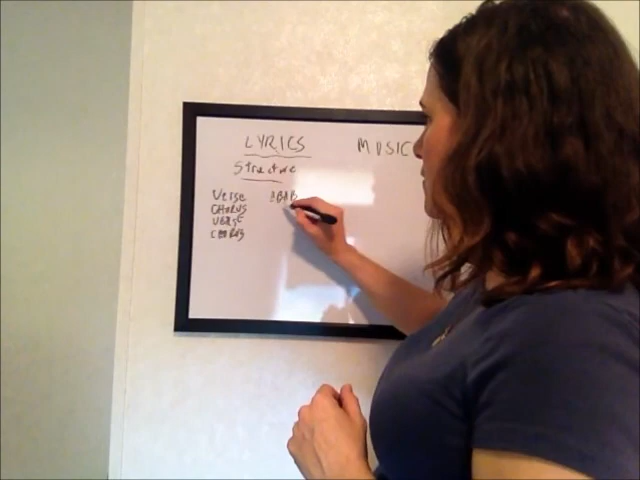 LYRICS MUSIC
Structure
Verse ABAB
CHORUS
VERSE
CHORUS